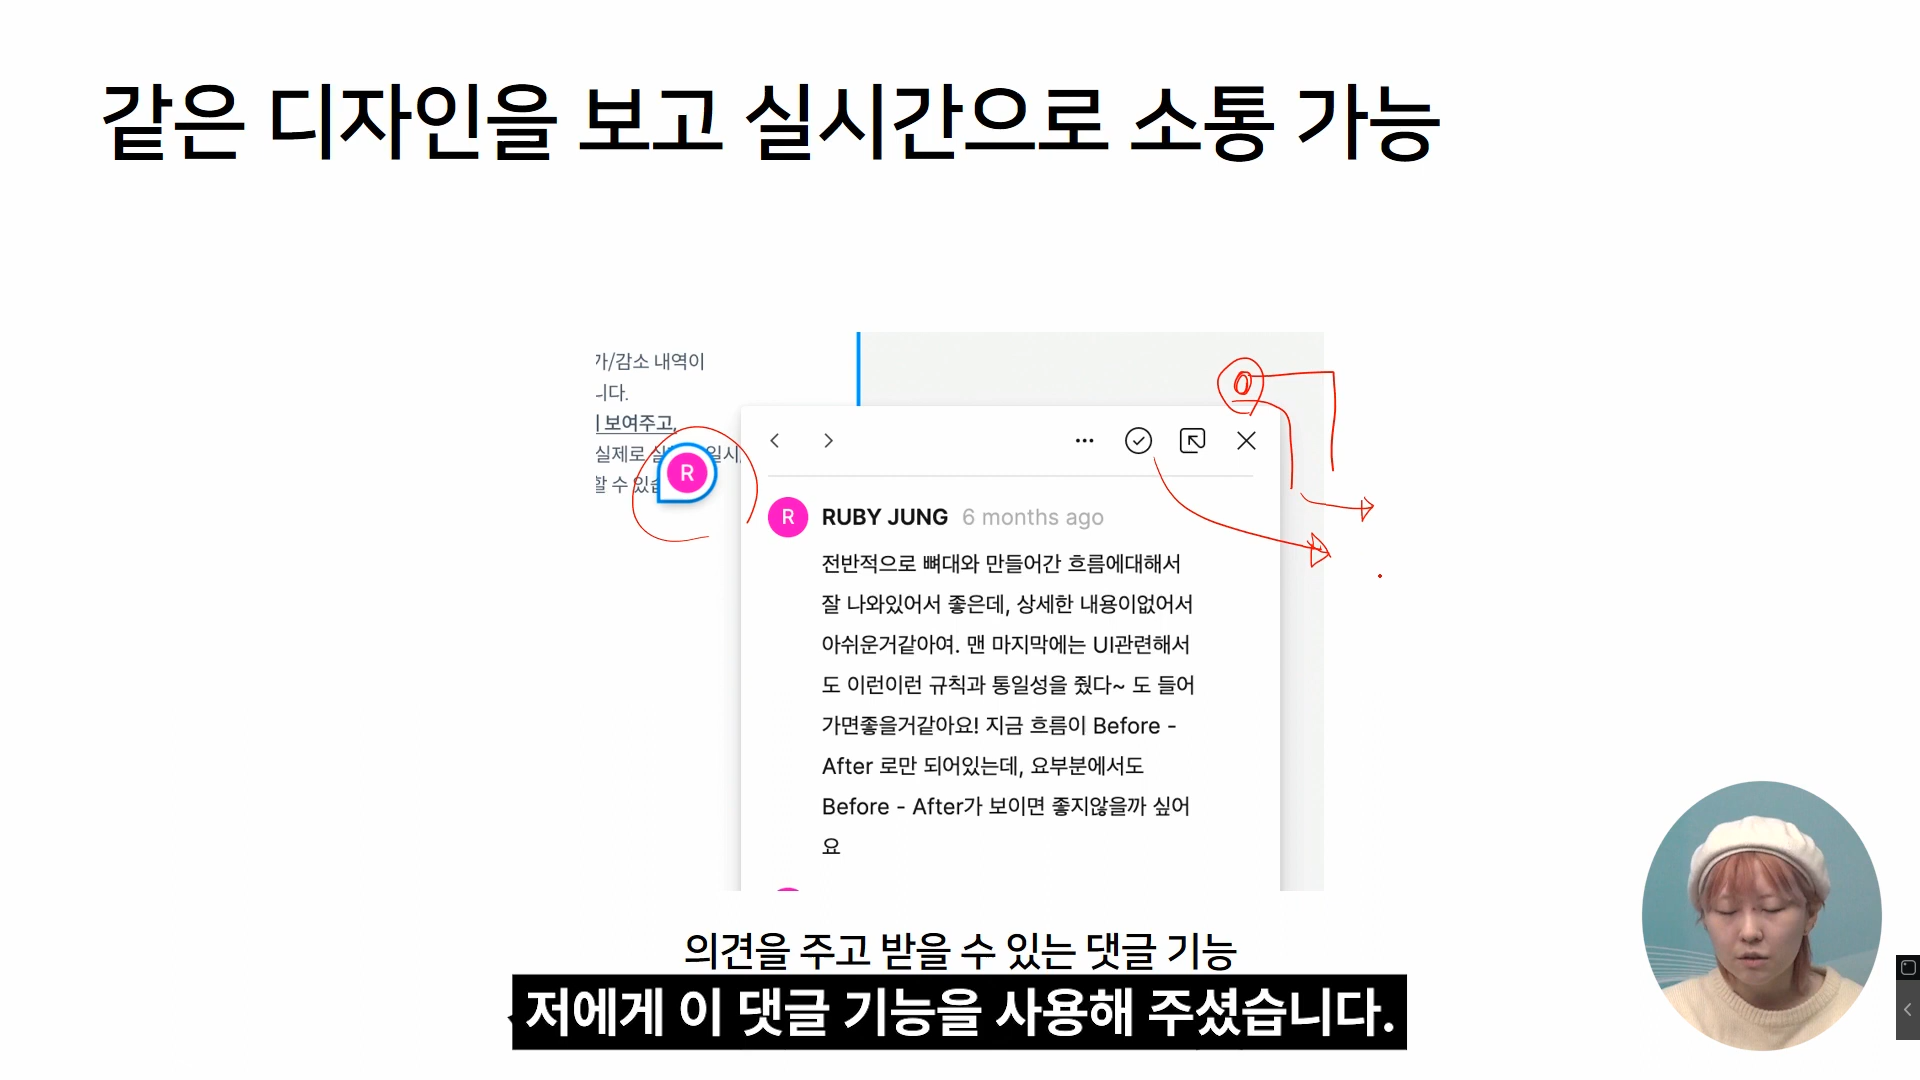 같은 디자인을 보고 실시간으로 소통 가능
가/감소 내역이
니다.
보여주고,
실제로 일시
할 수
R
R
RUBY JUNG 6 months ago
전반적으로 뼈대와 만들어간 흐름에대해서
잘 나와있어서 좋은데, 상세한 내용이없어서
아쉬운거같아여. 맨 마지막에는 UI관련해서
도 이런이런 규칙과 통일성을 줬다~ 도 들어
가면좋을거같아요! 지금 흐름이 Before -
After 로만 되어있는데, 요부분에서도
Before - After가 보이면 좋지않을까 싶어
요
의견을 주고 받을 수 있는 댓글 기능
저에게 이 댓글 기능을 사용해 주셨습니다.